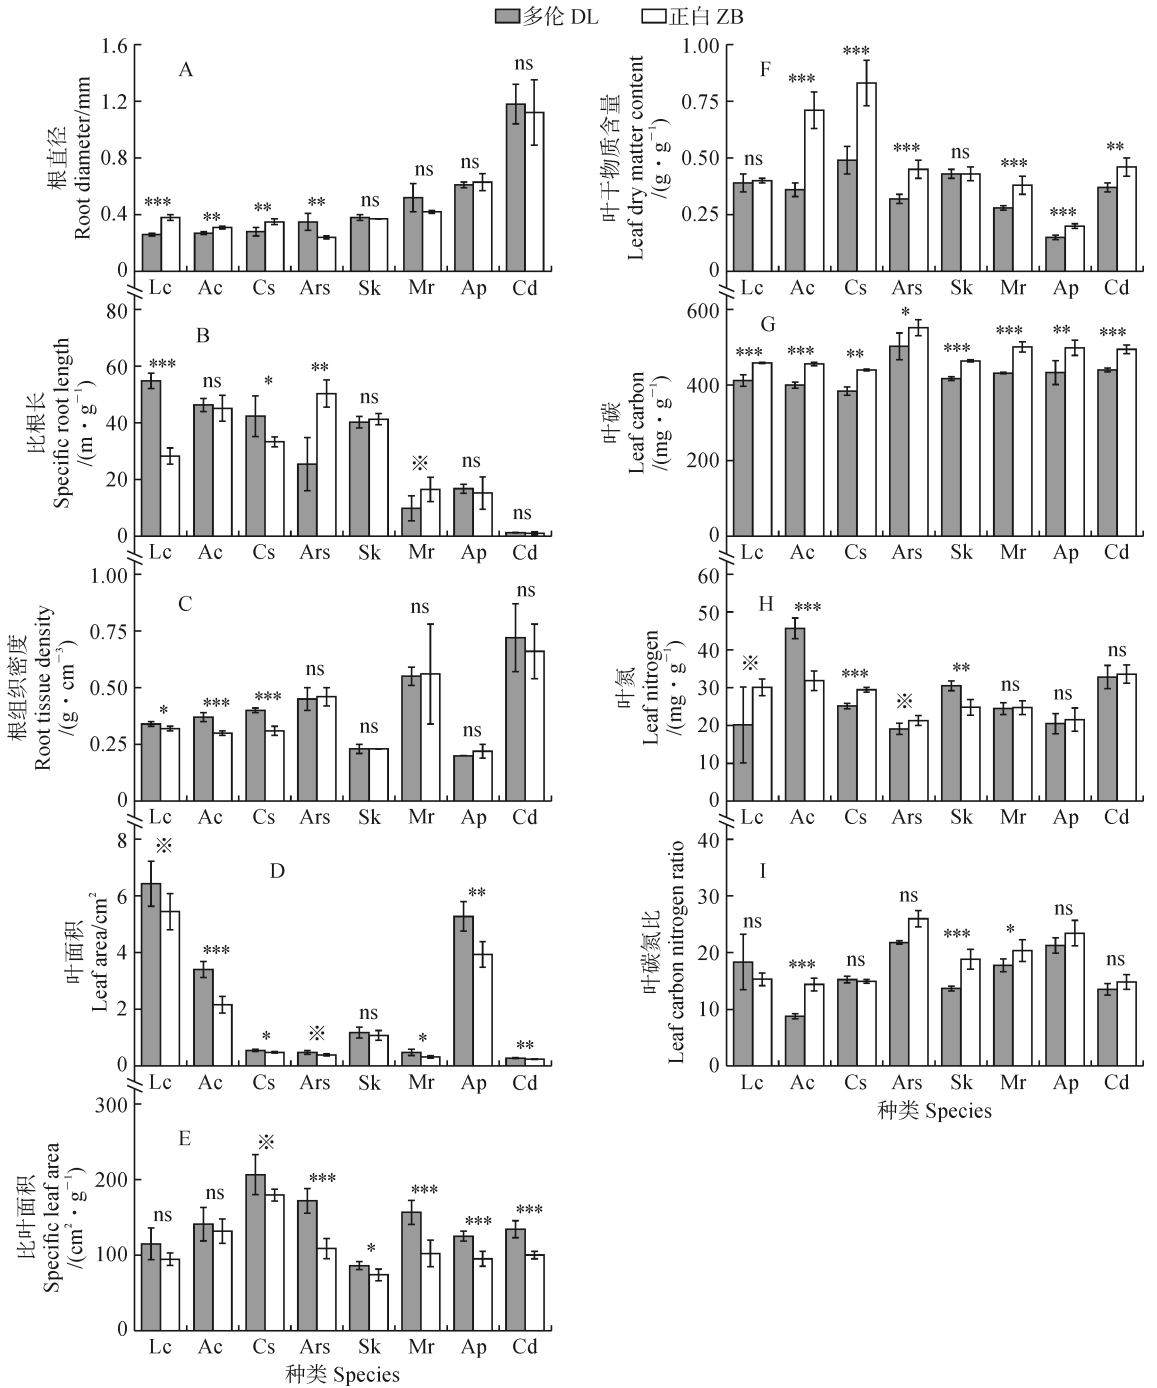 多伦 DL 正白 ZB
A
根直径
Root diameter/mm
1.6
1.2
0.8
0.4
0
*** ** ** ** ns ns ns ns
Lc Ac Cs Ars Sk Mr Ap Cd
B
比根长
Specific root length
/(m·g⁻¹)
80
60
40
20
0
*** ns * ** ns ※ ns ns
Lc Ac Cs Ars Sk Mr Ap Cd
C
根组织密度
Root tissue density
/(g·cm⁻³)
1.00
0.75
0.50
0.25
0
* *** *** ns ns ns ns ns
Lc Ac Cs Ars Sk Mr Ap Cd
D
叶面积
Leaf area/cm²
8
6
4
2
0
※ *** * ※ ns * ** **
Lc Ac Cs Ars Sk Mr Ap Cd
E
比叶面积
Specific leaf area
/(cm²·g⁻¹)
300
200
100
0
ns ns ※ *** * *** *** ***
Lc Ac Cs Ars Sk Mr Ap Cd
种类 Species
F
叶干物质含量
Leaf dry matter content
/(g·g⁻¹)
1.00
0.75
0.50
0.25
0
ns *** *** *** ns *** *** **
Lc Ac Cs Ars Sk Mr Ap Cd
G
叶碳
Leaf carbon
/(mg·g⁻¹)
600
400
200
0
*** *** ** * *** *** ** ***
Lc Ac Cs Ars Sk Mr Ap Cd
H
叶氮
Leaf nitrogen
/(mg·g⁻¹)
60
50
40
30
20
10
0
※ *** *** ※ ** ns ns ns
Lc Ac Cs Ars Sk Mr Ap Cd
I
叶碳氮比
Leaf carbon nitrogen ratio
40
30
20
10
0
ns *** ns ns *** * ns ns
Lc Ac Cs Ars Sk Mr Ap Cd
种类 Species